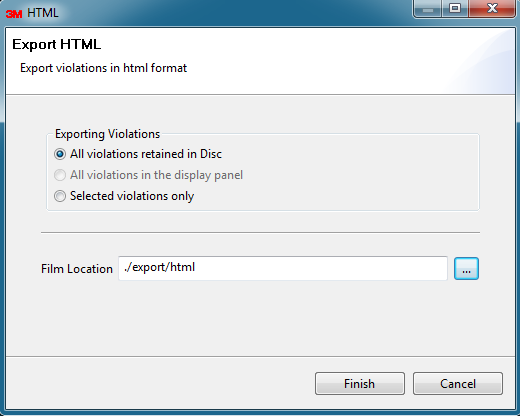 3M HTML
Export HTML
Export violations in html format
Exporting Violations
All violations retained in Disc
All violations in the display panel
Selected violations only
Film Location ./export/html ...
Finish Cancel